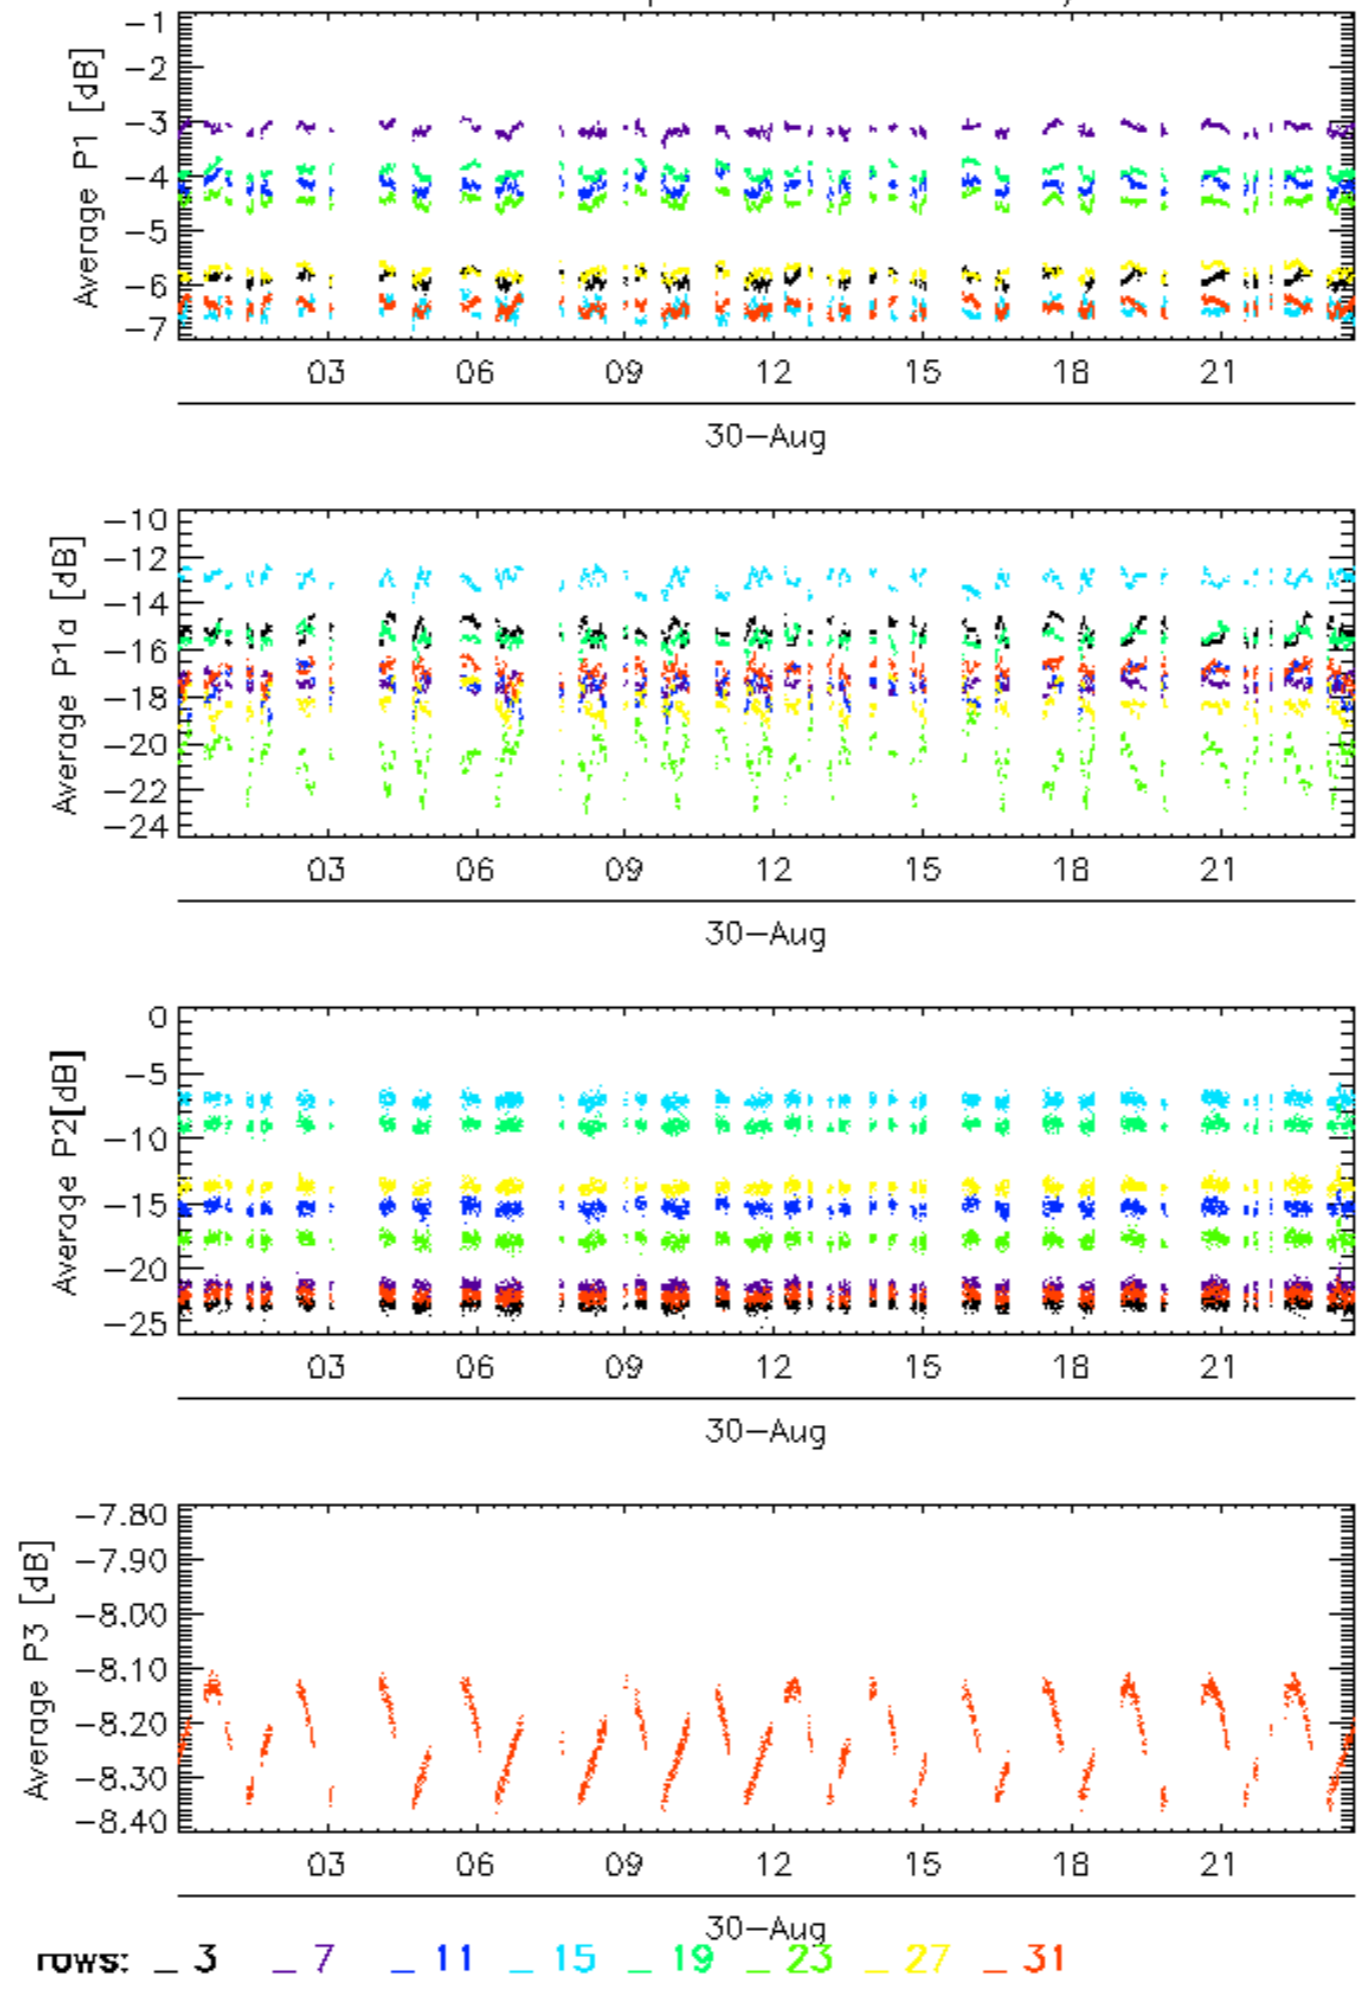 Average P1 [dB]
-1
-2
-3
-4
-5
-6
-7
03 06 09 12 15 18 21
30-Aug
Average P1a [dB]
-10
-12
-14
-16
-18
-20
-22
-24
03 06 09 12 15 18 21
30-Aug
Average P2[dB]
0
-5
-10
-15
-20
-25
03 06 09 12 15 18 21
30-Aug
Average P3 [dB]
-7.80
-7.90
-8.00
-8.10
-8.20
-8.30
-8.40
03 06 09 12 15 18 21
30-Aug
rows: _ 3 _ 7 _ 11 _ 15 _ 19 _ 23 _ 27 _ 31